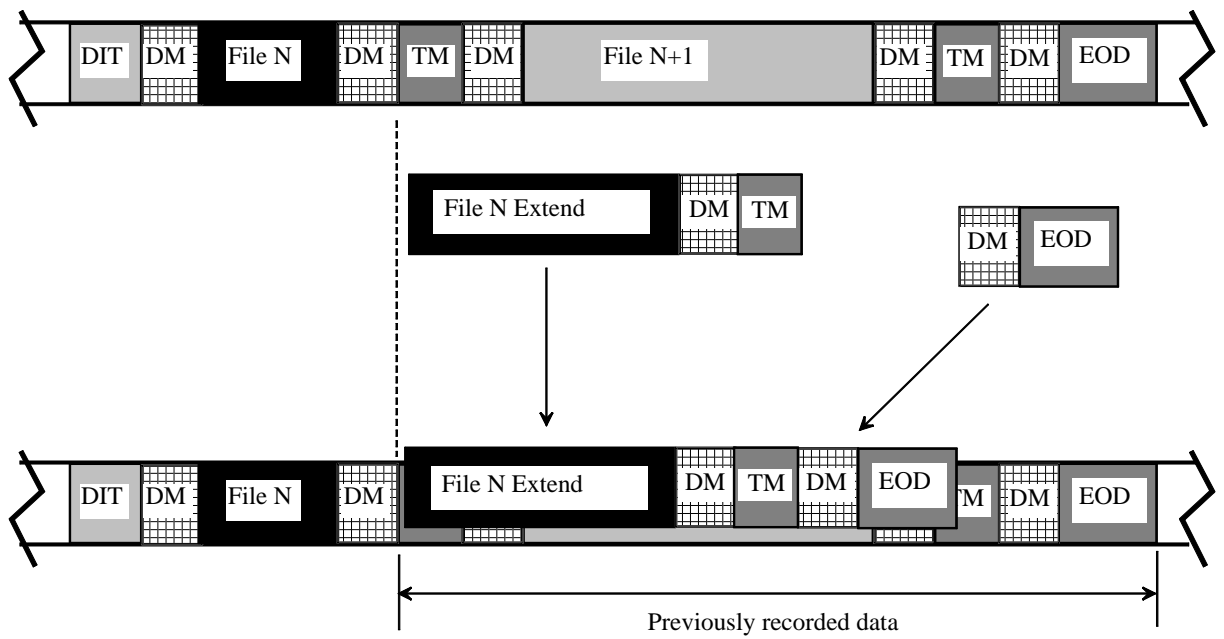 DIT DM File N DM TM DM File N+1 DM TM DM EOD
File N Extend DM TM
DM EOD
DIT DM File N DM File N Extend DM TM DM EOD TM DM EOD
Previously recorded data